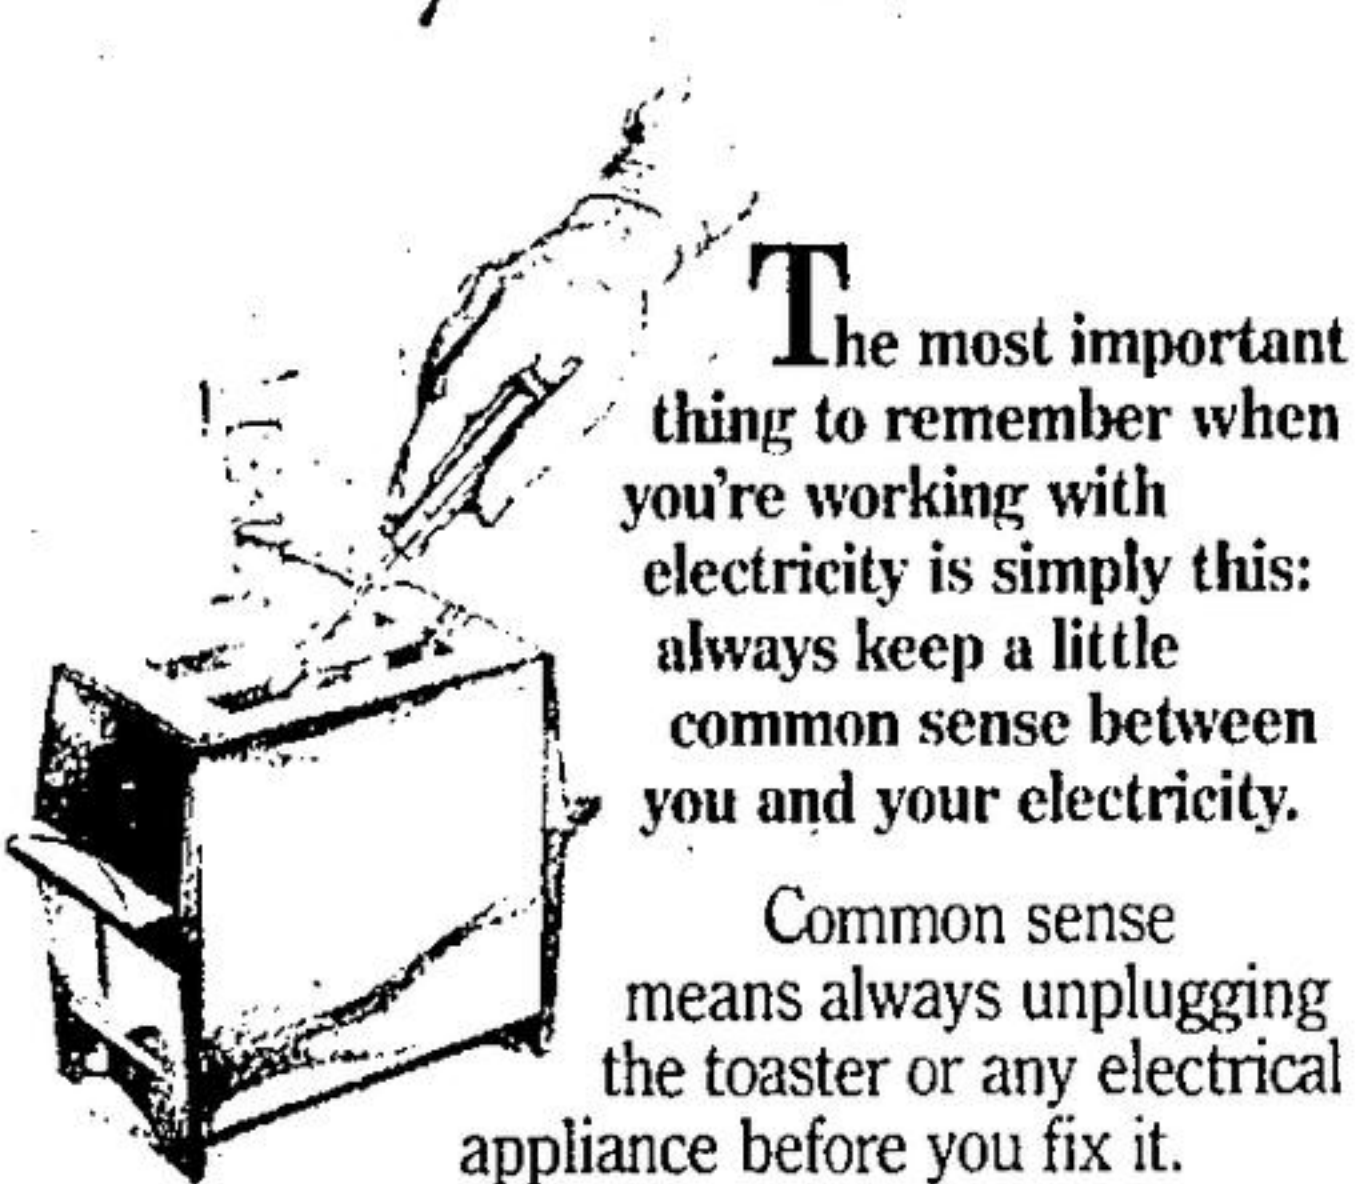 The most important
thing to remember when
you're working with
electricity is simply this:
always keep a little
common sense between
you and your electricity.
Common sense
means always unplugging
the toaster or any electrical
appliance before you fix it.